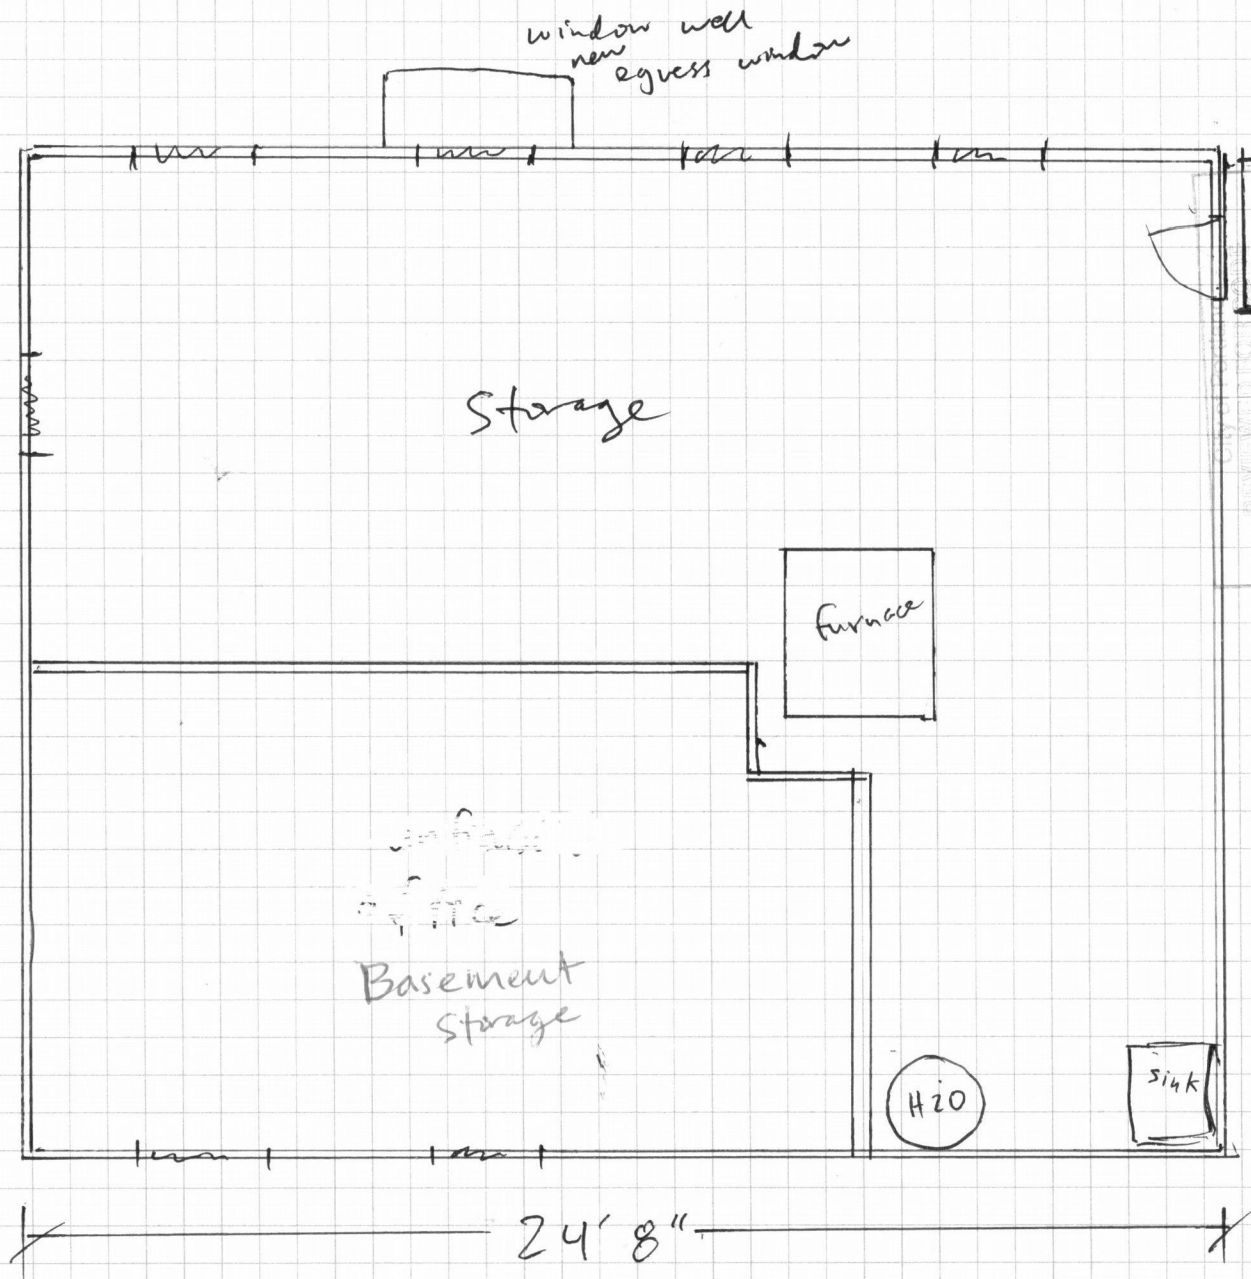 window well
new
egress window
Storage
Furnace
Basement
Storage
H2O
sink
24' 8"